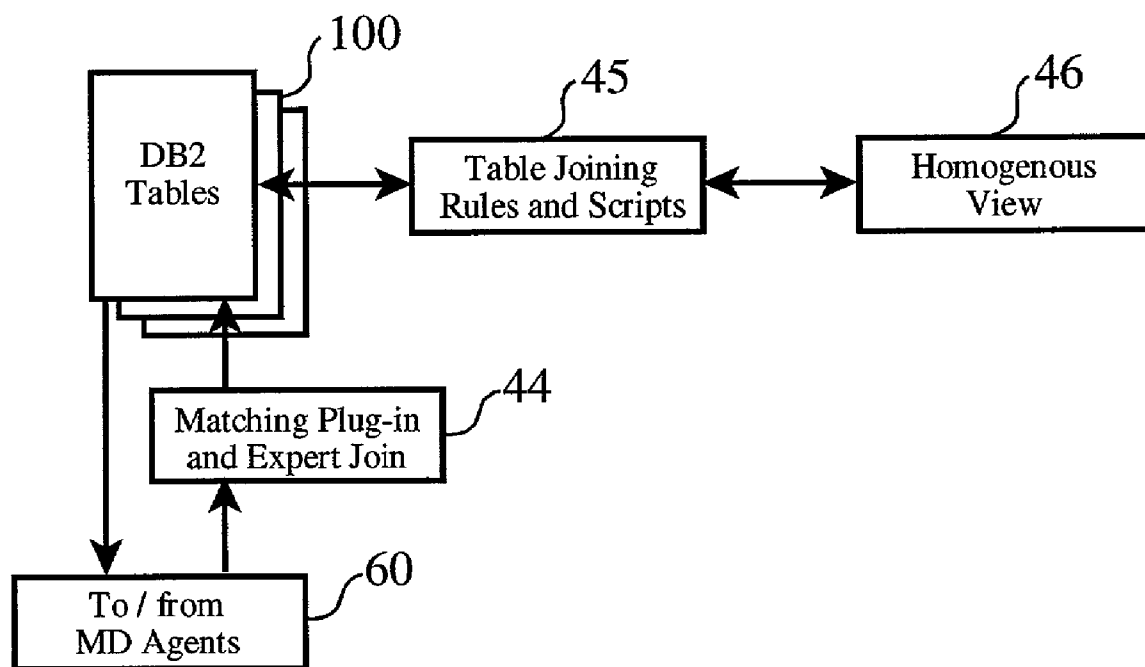 100
DB2
Tables
45
Table Joining
Rules and Scripts
46
Homogenous
View
44
Matching Plug-in
and Expert Join
60
To / from
MD Agents